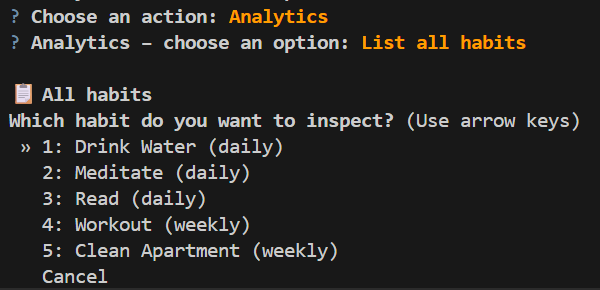 ? Choose an action: Analytics
? Analytics – choose an option: List all habits
📋 All habits
Which habit do you want to inspect? (Use arrow keys)
» 1: Drink Water (daily)
2: Meditate (daily)
3: Read (daily)
4: Workout (weekly)
5: Clean Apartment (weekly)
Cancel